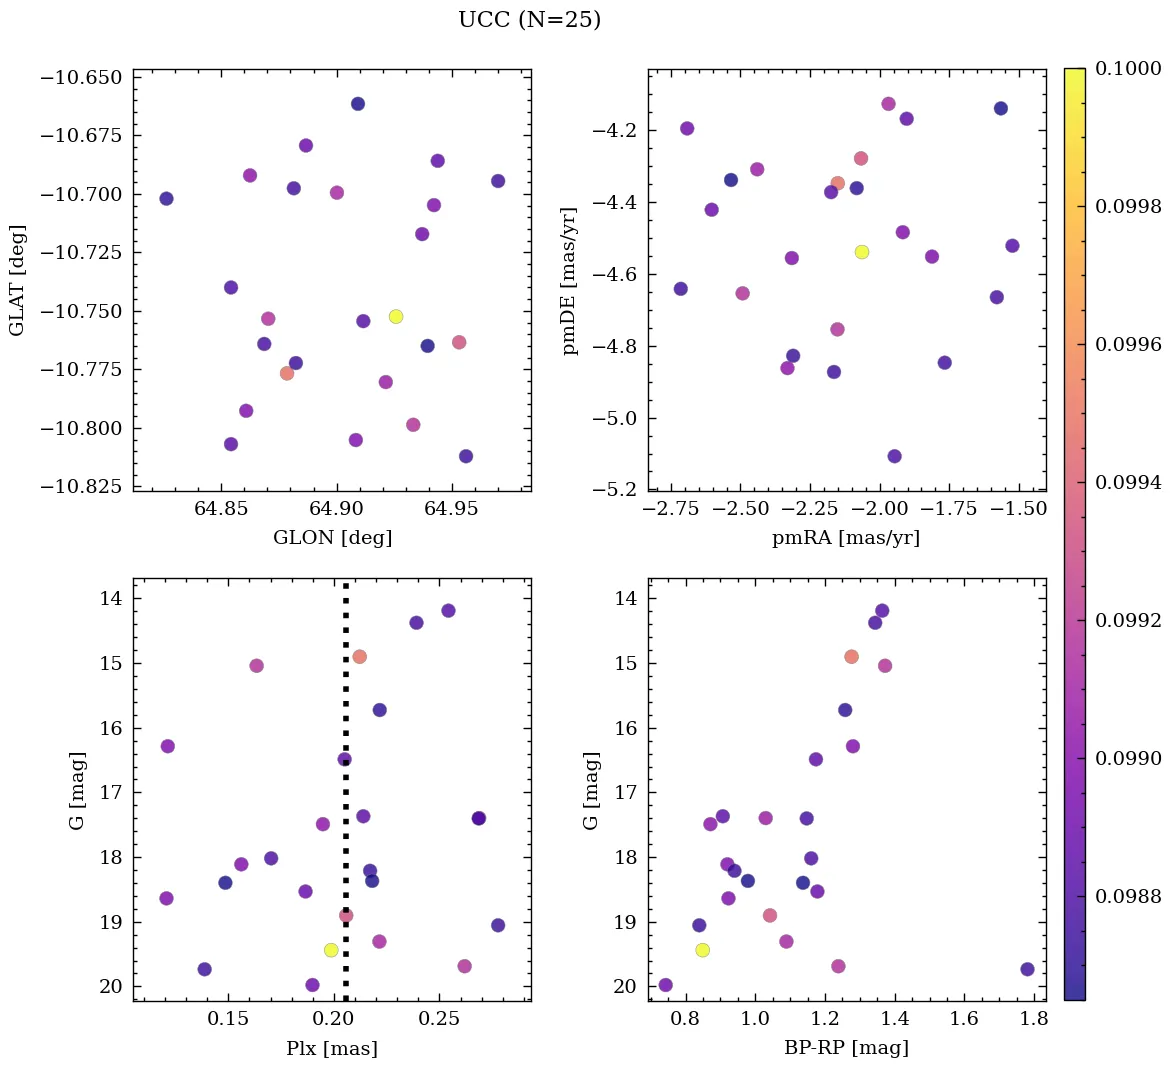 UCC (N=25)
−10.650
−10.675
−10.700
−10.725
−10.750
−10.775
−10.800
−10.825
GLAT [deg]
64.85 64.90 64.95
GLON [deg]
−4.2
−4.4
−4.6
−4.8
−5.0
−5.2
pmDE [mas/yr]
−2.75 −2.50 −2.25 −2.00 −1.75 −1.50
pmRA [mas/yr]
14
15
16
17
18
19
20
G [mag]
0.15 0.20 0.25
Plx [mas]
14
15
16
17
18
19
20
G [mag]
0.8 1.0 1.2 1.4 1.6 1.8
BP-RP [mag]
0.1000
0.0998
0.0996
0.0994
0.0992
0.0990
0.0988